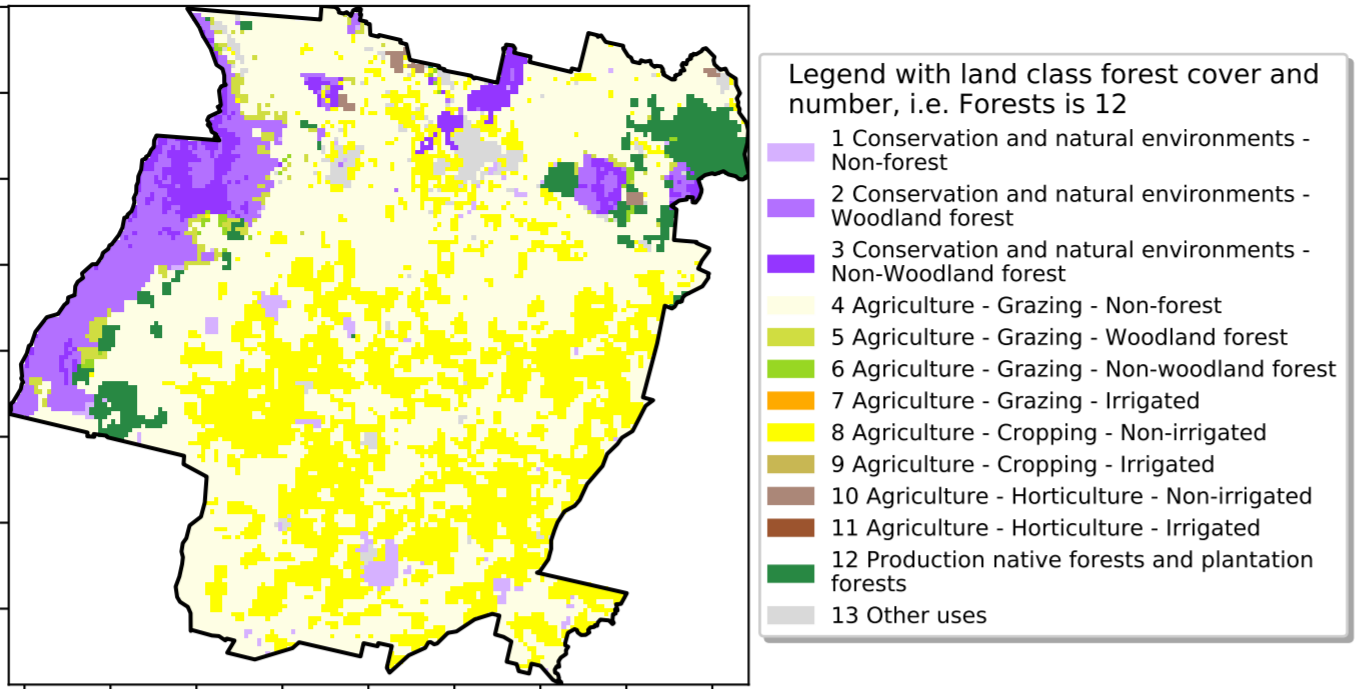 Legend with land class forest cover and
number, i.e. Forests is 12
1 Conservation and natural environments -
Non-forest
2 Conservation and natural environments -
Woodland forest
3 Conservation and natural environments -
Non-Woodland forest
4 Agriculture - Grazing - Non-forest
5 Agriculture - Grazing - Woodland forest
6 Agriculture - Grazing - Non-woodland forest
7 Agriculture - Grazing - Irrigated
8 Agriculture - Cropping - Non-irrigated
9 Agriculture - Cropping - Irrigated
10 Agriculture - Horticulture - Non-irrigated
11 Agriculture - Horticulture - Irrigated
12 Production native forests and plantation
forests
13 Other uses